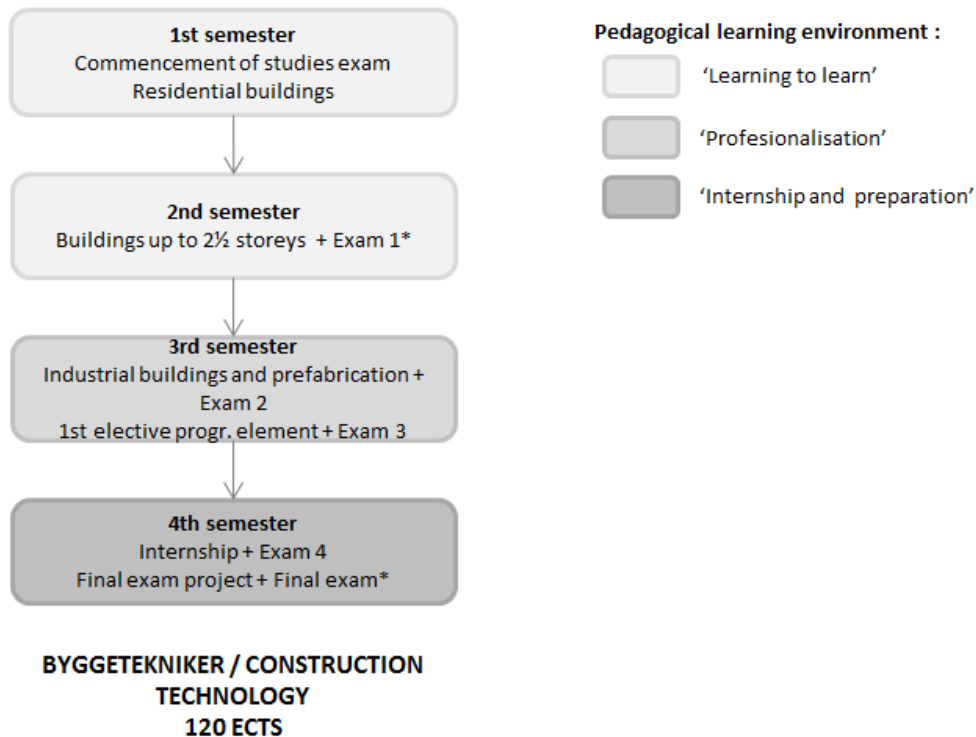 1st semester
Commencement of studies exam
Residential buildings
2nd semester
Buildings up to 2½ storeys + Exam 1*
3rd semester
Industrial buildings and prefabrication +
Exam 2
1st elective progr. element + Exam 3
4th semester
Internship + Exam 4
Final exam project + Final exam*
BYGGETEKNIKER / CONSTRUCTION
TECHNOLOGY
120 ECTS
Pedagogical learning environment :
‘Learning to learn’
‘Profesionalisation’
‘Internship and preparation’